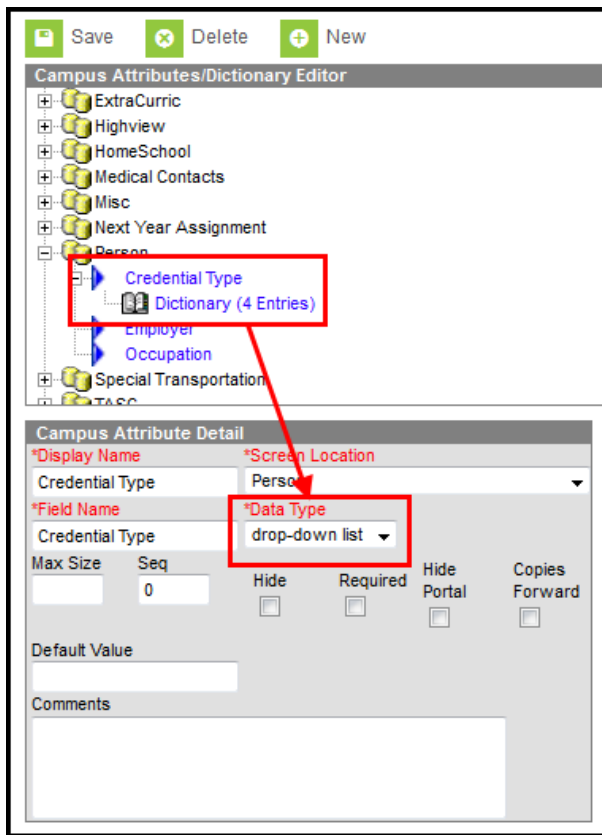 Save Delete New
Campus Attributes/Dictionary Editor
ExtraCurric
Highview
HomeSchool
Medical Contacts
Misc
Next Year Assignment
Person
Credential Type
Dictionary (4 Entries)
Employer
Occupation
Special Transportation
TASC
Campus Attribute Detail
*Display Name *Screen Location
Credential Type Person
*Field Name *Data Type
Credential Type drop-down list
Max Size Seq Hide Required Hide Portal Copies Forward
0
Default Value
Comments